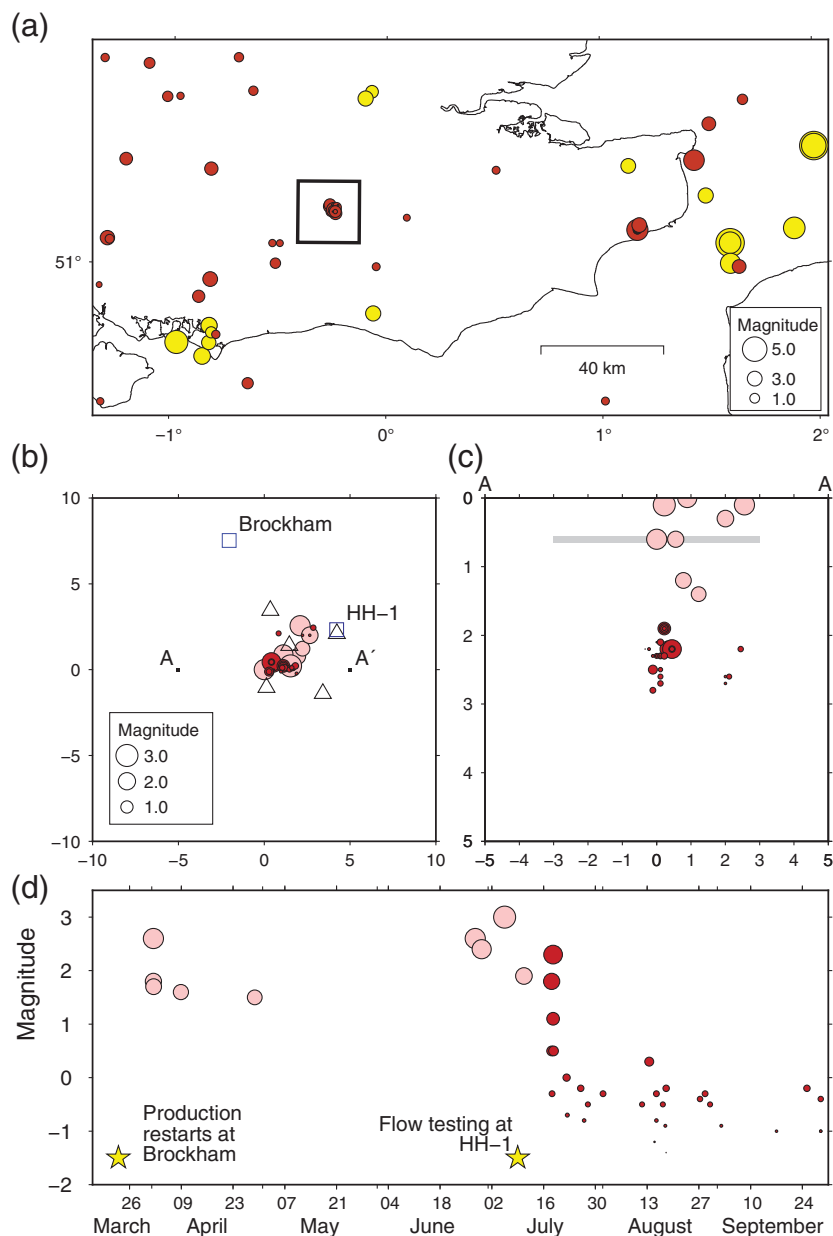 (a)
51°
40 km
Magnitude
5.0
3.0
1.0
−1° 0° 1° 2°
(b)
10
5
0
−5
−10
−10 −5 0 5 10
Brockham
HH−1
A A´
Magnitude
3.0
2.0
1.0
(c)
A A
0
1
2
3
4
5
−5 −4 −3 −2 −1 0 1 2 3 4 5
0 5
(d)
Magnitude
3
2
1
0
−1
−2
Production
restarts at
Brockham
Flow testing at
HH−1
26 09 23 07 21 04 18 02 16 30 13 27 10 24
March April May June July August September